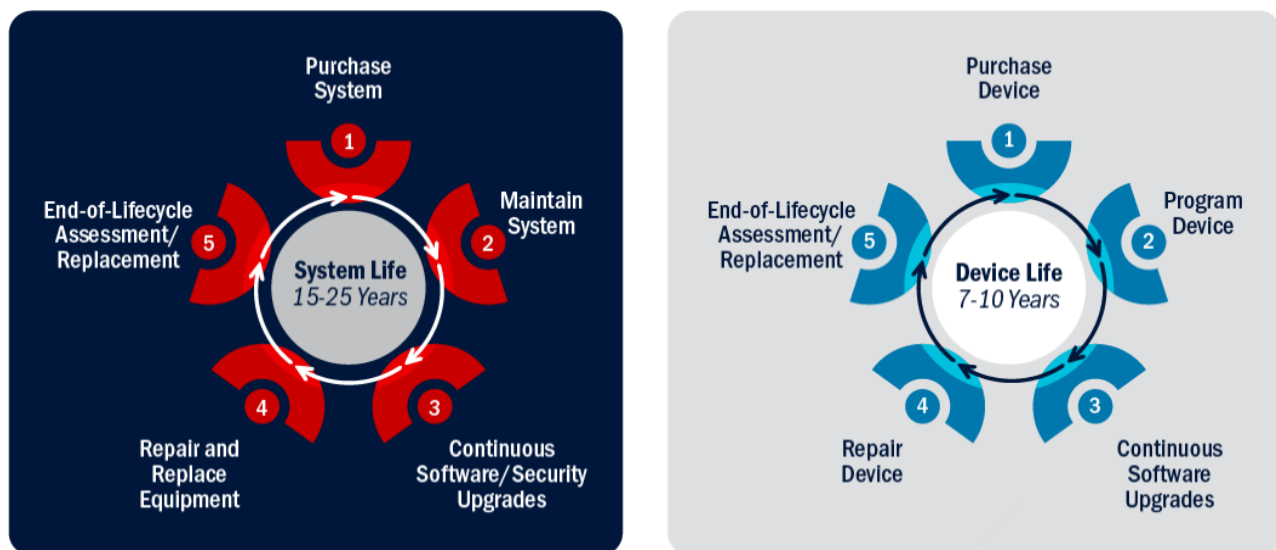 Purchase
System
1
Maintain
System
2
Continuous
Software/Security
Upgrades
3
Repair and
Replace
Equipment
4
End-of-Lifecycle
Assessment/
Replacement
5
System Life
15-25 Years
Purchase
Device
1
Program
Device
2
Continuous
Software
Upgrades
3
Repair
Device
4
End-of-Lifecycle
Assessment/
Replacement
5
Device Life
7-10 Years